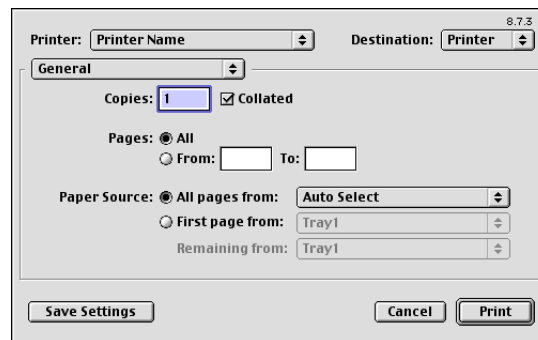 8.7.3
Printer: Printer Name Destination: Printer
General
Copies: 1 Collated
Pages: All
From: To:
Paper Source: All pages from: Auto Select
First page from: Tray1
Remaining from: Tray1
Save Settings Cancel Print